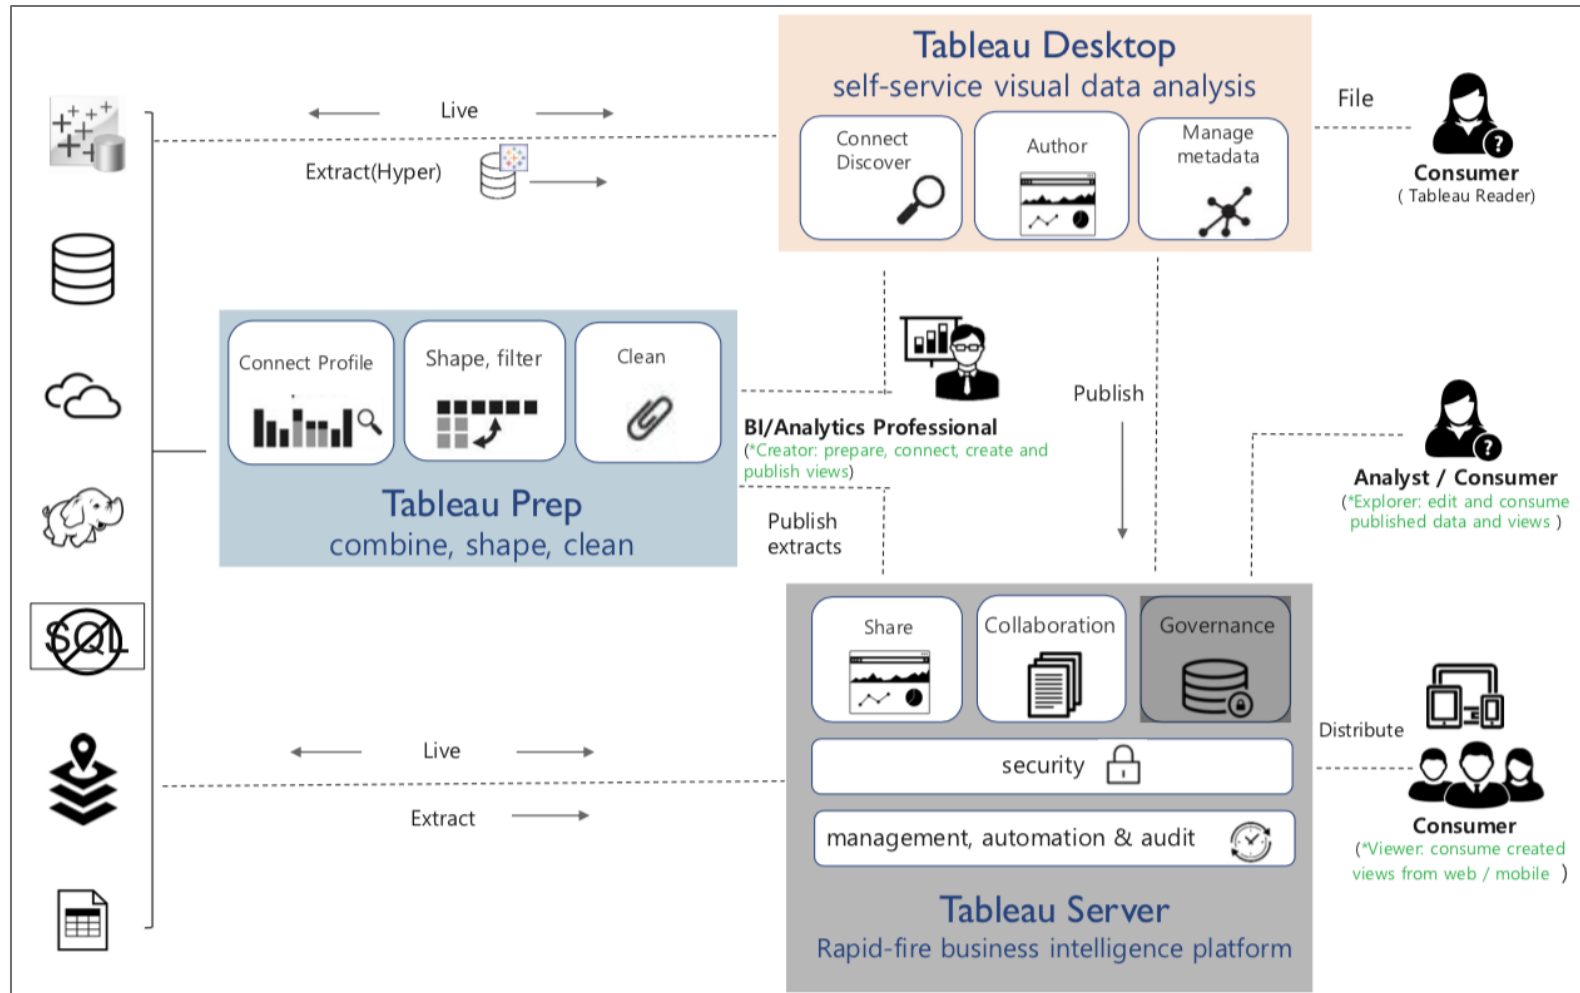 Tableau Desktop
self-service visual data analysis
Connect
Discover
Author
Manage
metadata
Live
Extract(Hyper)
File
Consumer
( Tableau Reader)
Connect Profile
Shape, filter
Clean
Tableau Prep
combine, shape, clean
BI/Analytics Professional
(*Creator: prepare, connect, create and
publish views)
Publish
extracts
Publish
Analyst / Consumer
(*Explorer: edit and consume
published data and views )
SQL
Share
Collaboration
Governance
security
management, automation & audit
Tableau Server
Rapid-fire business intelligence platform
Live
Extract
Distribute
Consumer
(*Viewer: consume created
views from web / mobile )